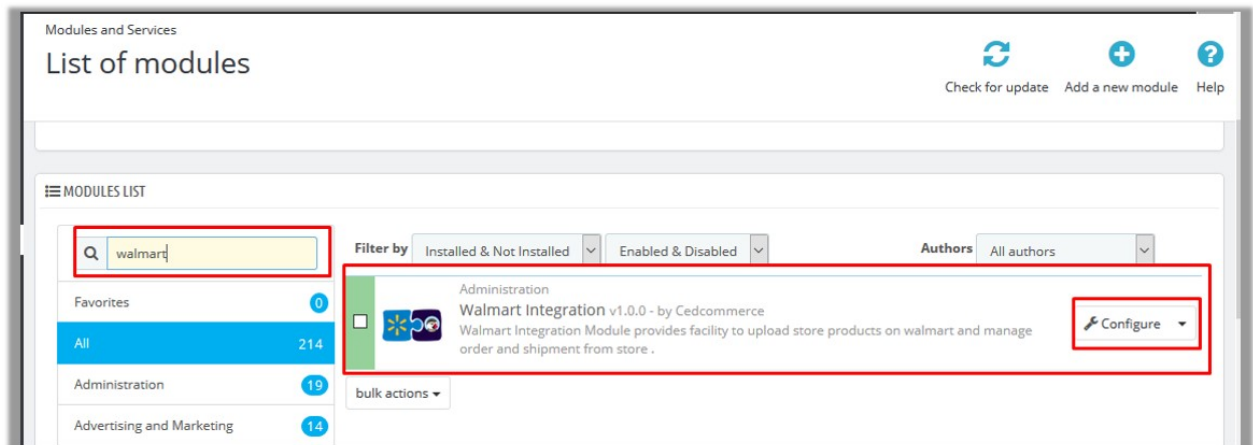 Modules and Services
List of modules
Check for update
Add a new module
Help
MODULES LIST
walmart
Filter by
Installed & Not Installed
Enabled & Disabled
Authors
All authors
Favorites
0
All
214
Administration
19
Advertising and Marketing
14
Administration
Walmart Integration v1.0.0 - by Cedcommerce
Walmart Integration Module provides facility to upload store products on walmart and manage
order and shipment from store .
Configure
bulk actions